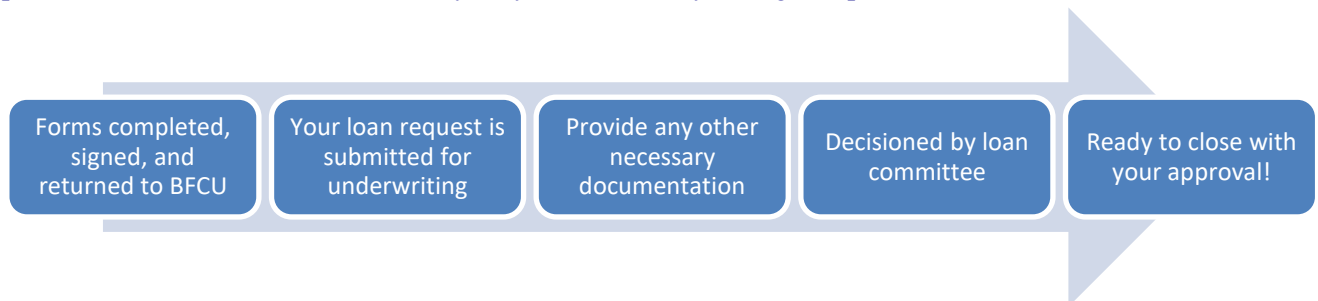 Forms completed,
signed, and
returned to BFCU
Your loan request is
submitted for
underwriting
Provide any other
necessary
documentation
Decisioned by loan
committee
Ready to close with
your approval!